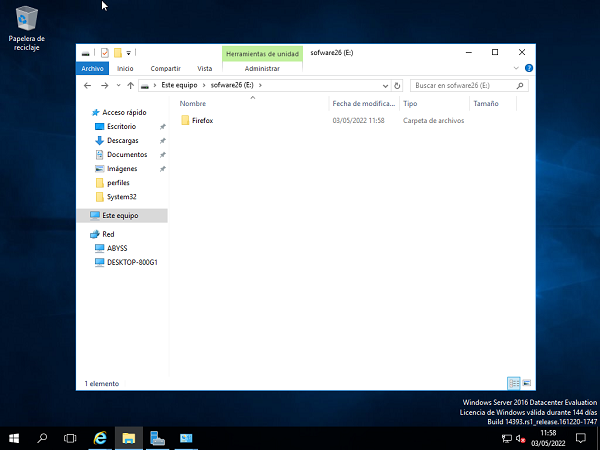 Papelera de
reciclaje
Herramientas de unidad
sofware26 (E:)
Archivo
Inicio
Compartir
Vista
Administrar
Este equipo > sofware26 (E:) >
Buscar en sofware26 (E:)
Nombre
Fecha de modifica...
Tipo
Tamaño
Acceso rápido
Escritorio
Descargas
Documentos
Imágenes
perfiles
System32
Este equipo
Red
ABYSS
DESKTOP-800G1
Firefox
03/05/2022 11:58
Carpeta de archivos
1 elemento
Windows Server 2016 Datacenter Evaluation
Licencia de Windows válida durante 144 días
Build 14393.rs1_release.161220-1747
11:58
03/05/2022